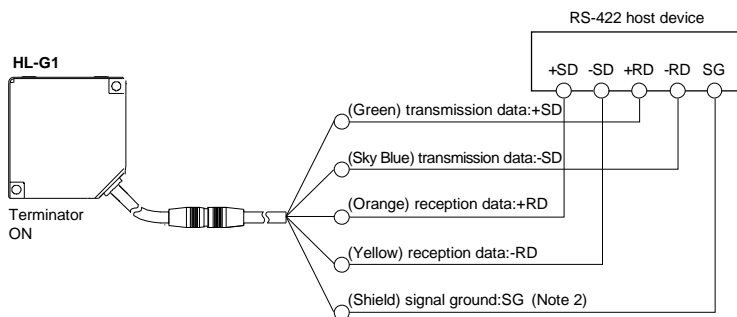 RS-422 host device
HL-G1
+SD -SD +RD -RD SG
(Green) transmission data:+SD
(Sky Blue) transmission data:-SD
(Orange) reception data:+RD
Terminator
ON
(Yellow) reception data:-RD
(Shield) signal ground:SG (Note 2)